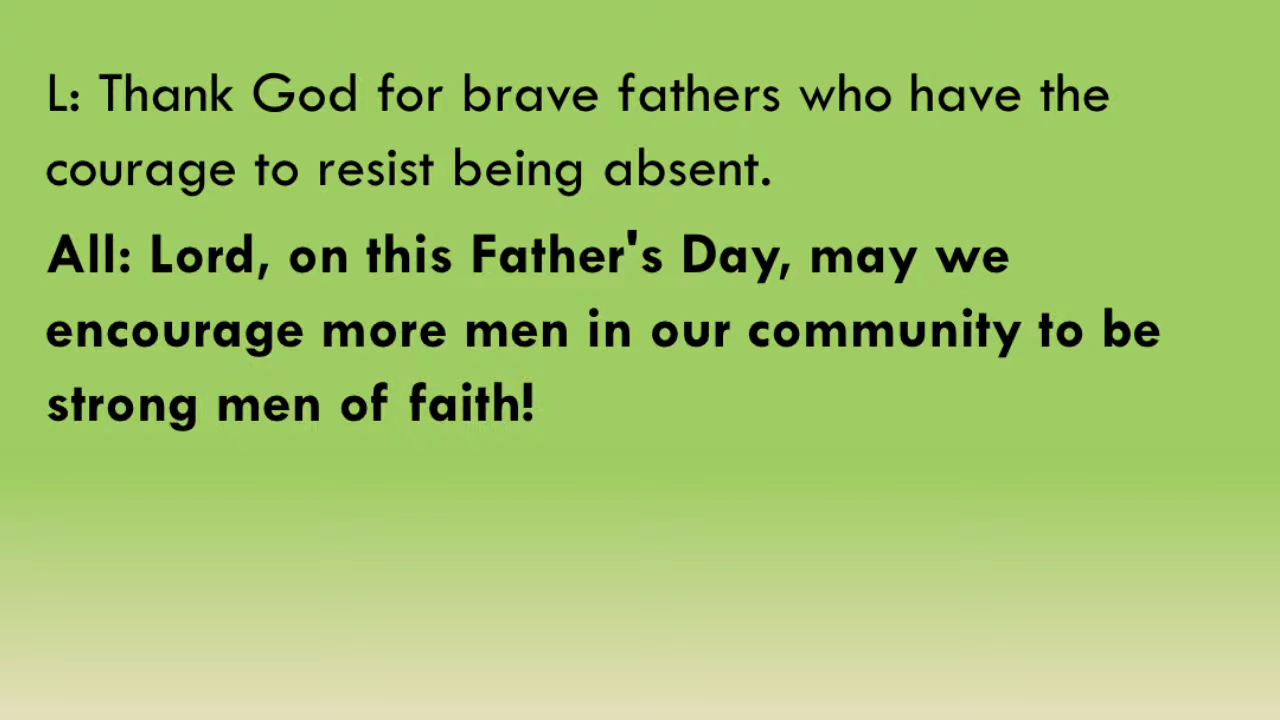 L: Thank God for brave fathers who have the
courage to resist being absent.
All: Lord, on this Father's Day, may we
encourage more men in our community to be
strong men of faith!